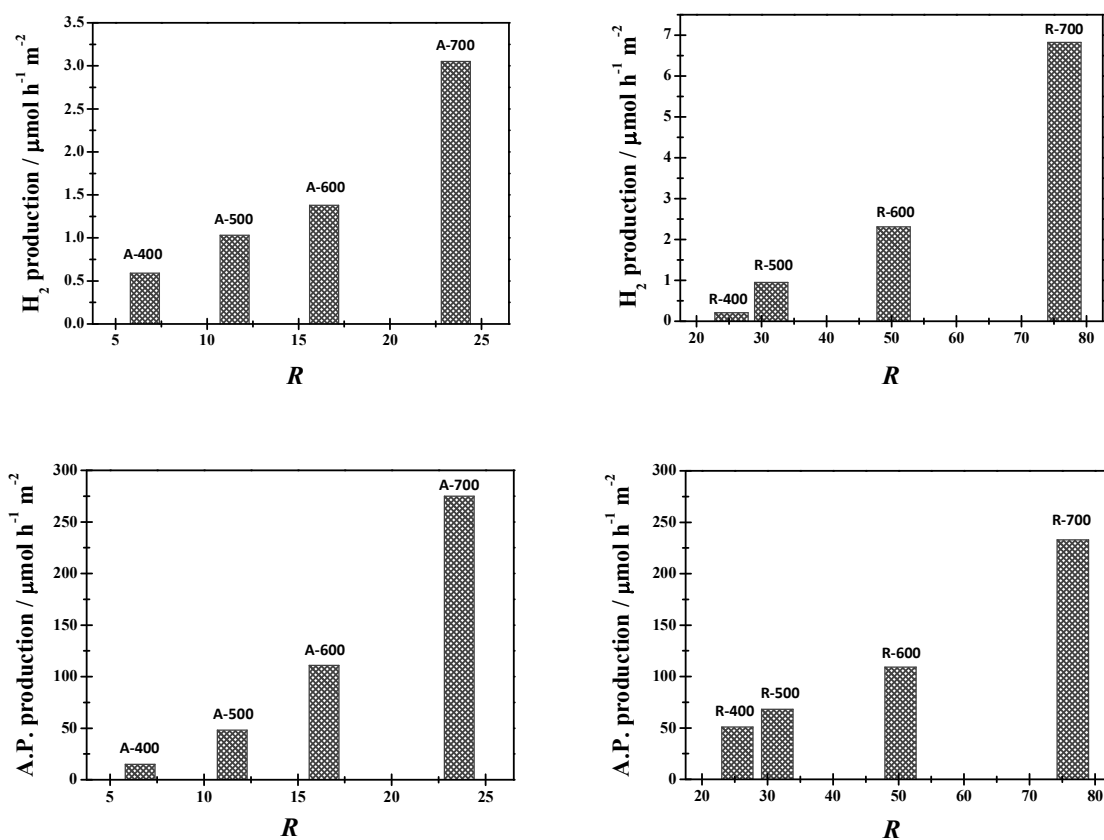 H₂ production / μmol h⁻¹ m⁻²
3.5
3.0
2.5
2.0
1.5
1.0
0.5
0.0
A-400
A-500
A-600
A-700
5 10 15 20 25
R
H₂ production / μmol h⁻¹ m⁻²
7
6
5
4
3
2
1
0
R-400
R-500
R-600
R-700
20 30 40 50 60 70 80
R
A.P. production / μmol h⁻¹ m⁻²
300
250
200
150
100
50
0
A-400
A-500
A-600
A-700
5 10 15 20 25
R
A.P. production / μmol h⁻¹ m⁻²
300
250
200
150
100
50
0
R-400
R-500
R-600
R-700
20 30 40 50 60 70 80
R